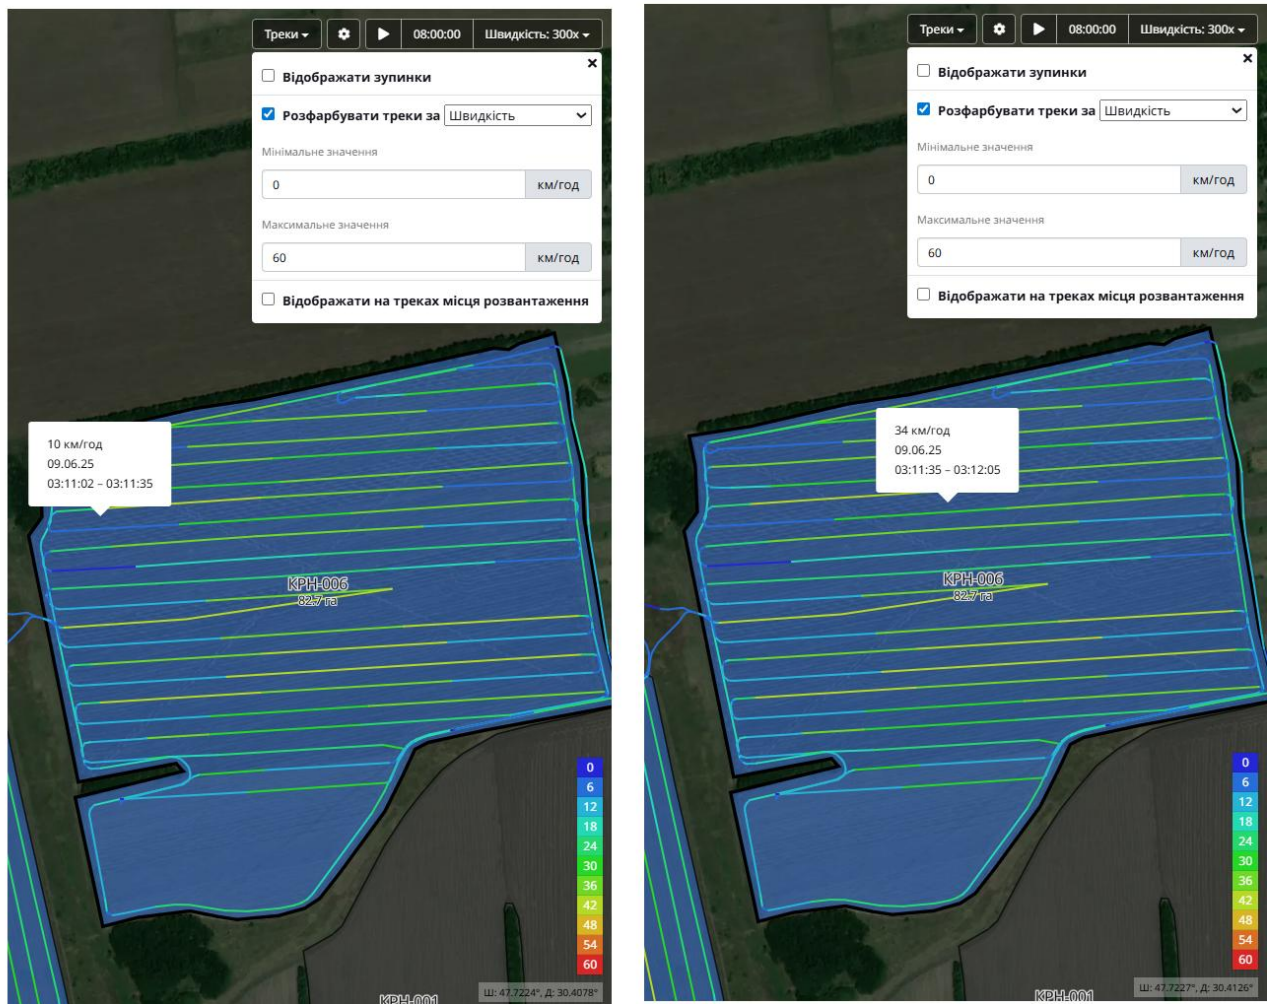 Треки
08:00:00
Швидкість: 300x
Відображати зупинки
Розфарбувати треки за Швидкість
Мінімальне значення
0 км/год
Максимальне значення
60 км/год
Відображати на треках місця розвантаження
10 км/год
09.06.25
03:11:02 – 03:11:35
КРН-006
82.7 га
0
6
12
18
24
30
36
42
48
54
60
Ш: 47.7224°, Д: 30.4078°
КРН-001
Треки
08:00:00
Швидкість: 300x
Відображати зупинки
Розфарбувати треки за Швидкість
Мінімальне значення
0 км/год
Максимальне значення
60 км/год
Відображати на треках місця розвантаження
34 км/год
09.06.25
03:11:35 – 03:12:05
КРН-006
82.7 га
0
6
12
18
24
30
36
42
48
54
60
Ш: 47.7227°, Д: 30.4126°
КРН-001